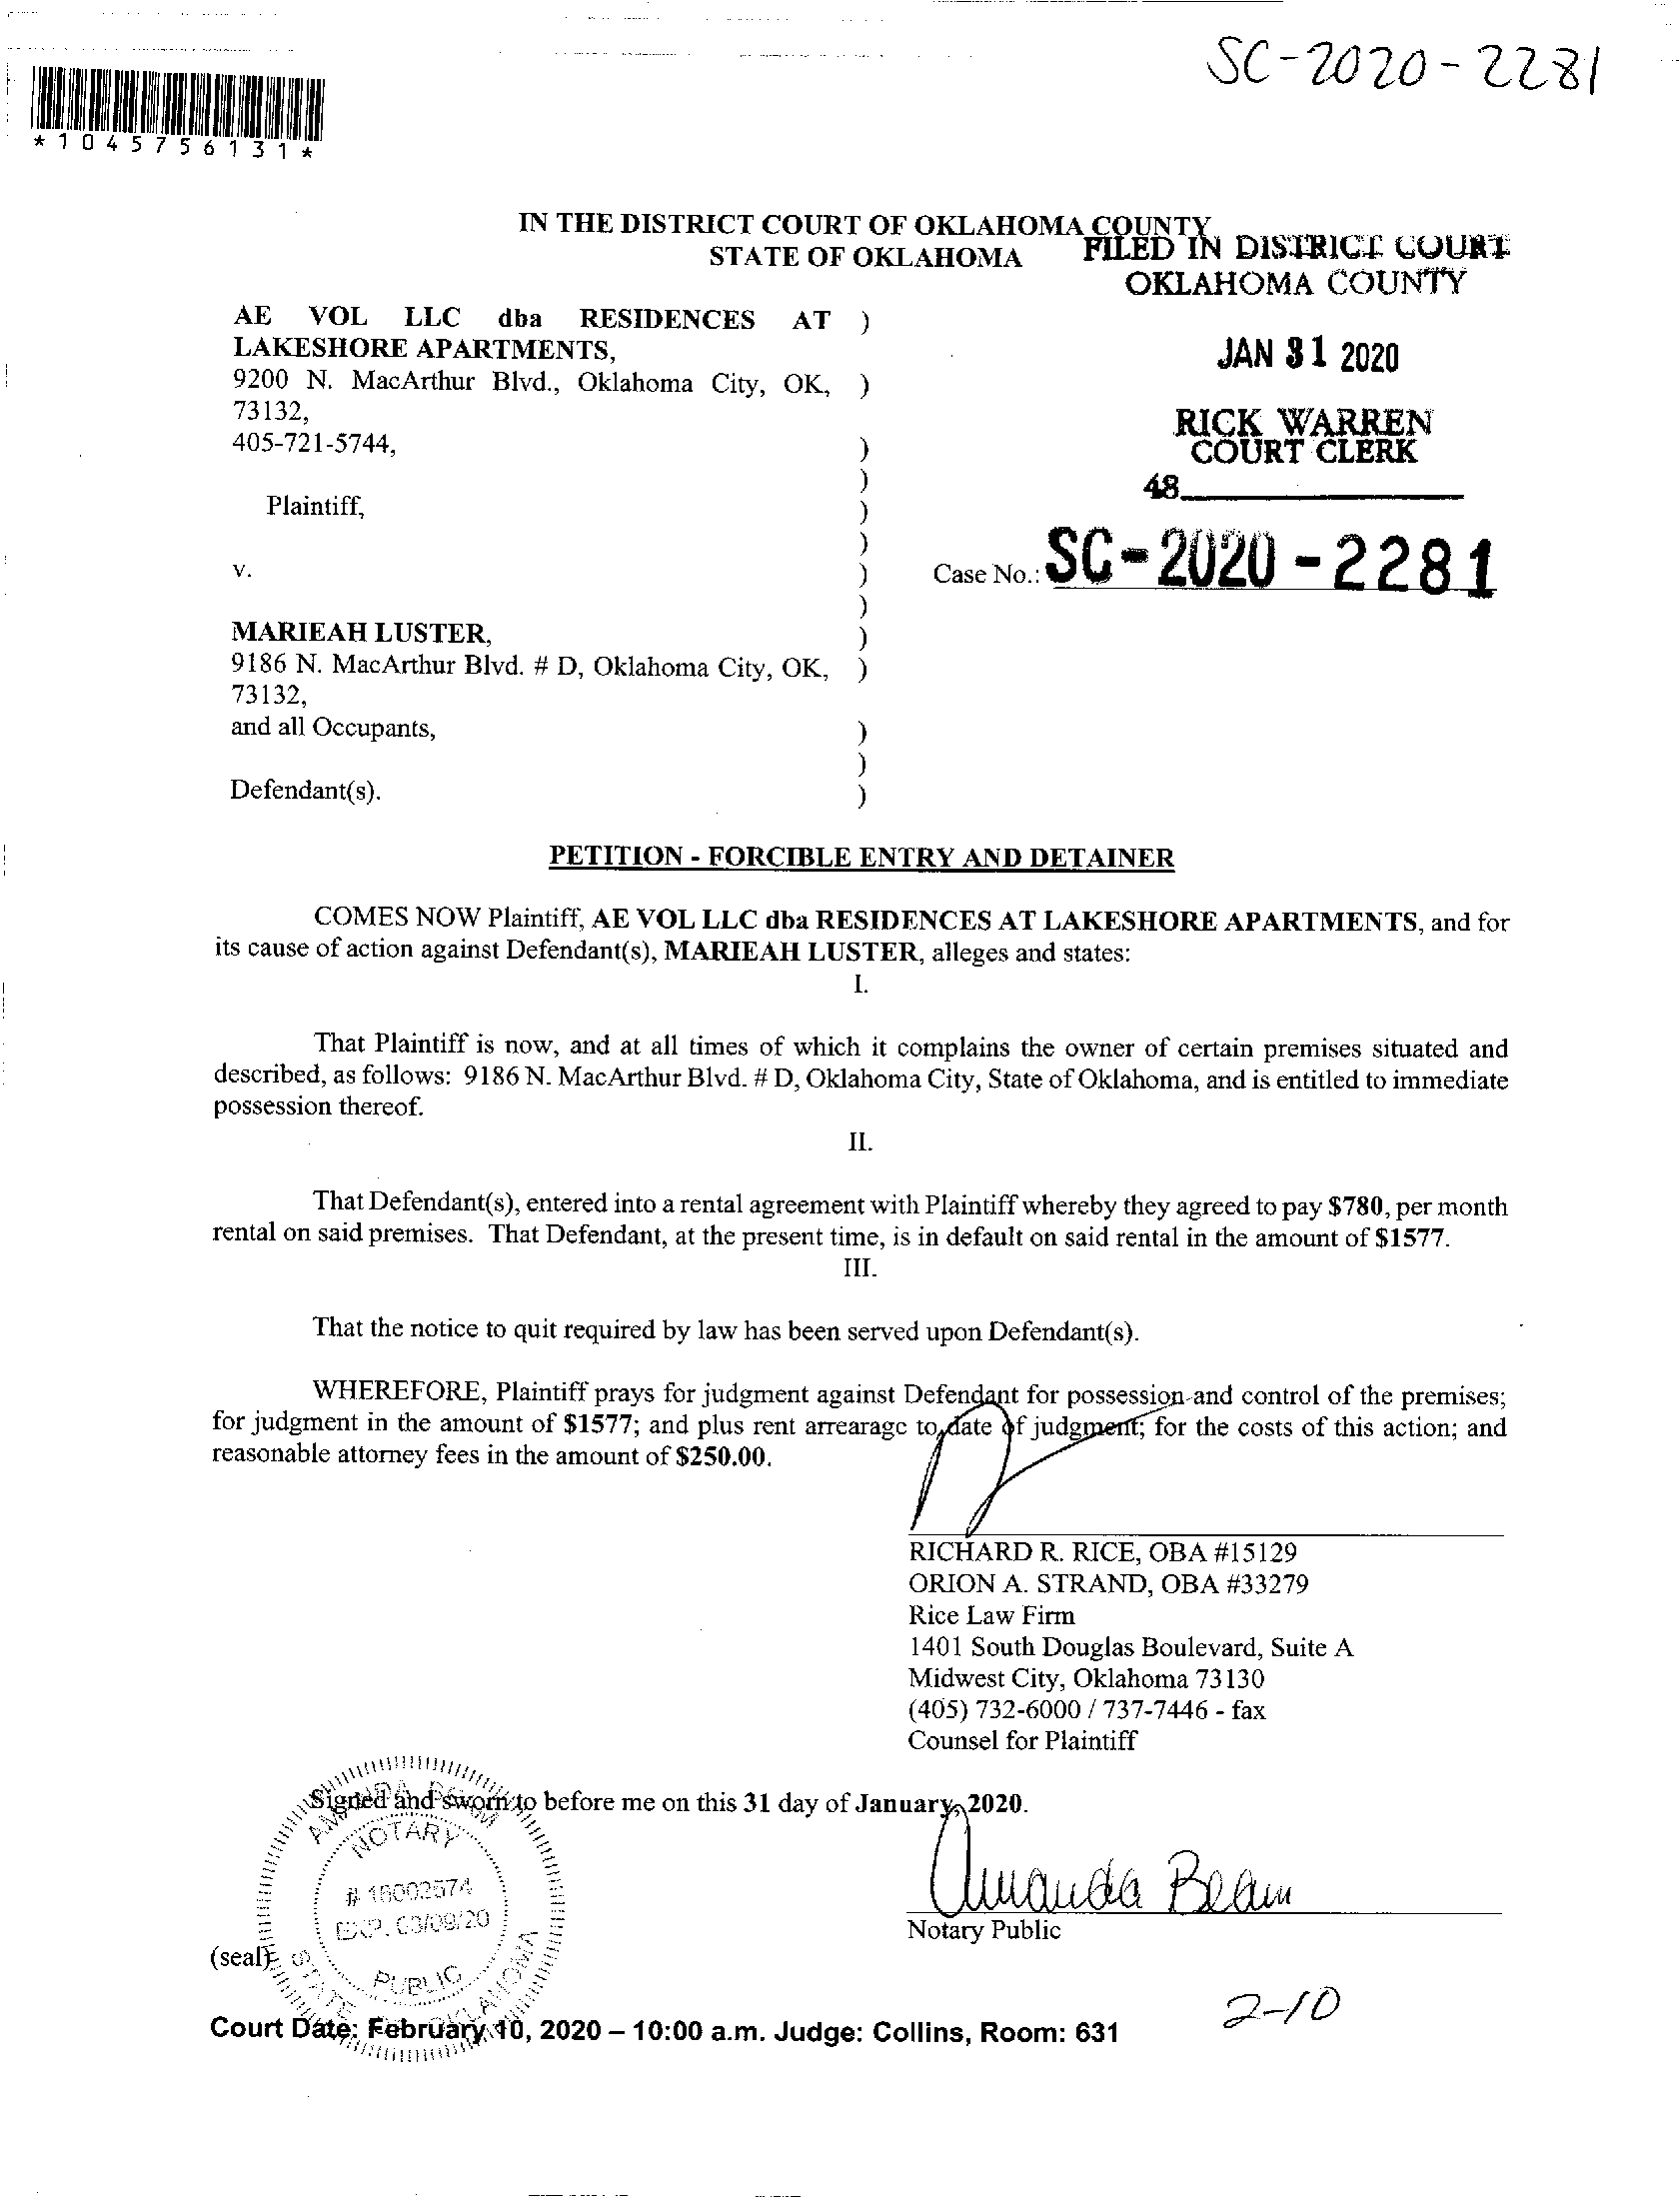 SC-2020-2281
*1045756131*
IN THE DISTRICT COURT OF OKLAHOMA COUNTY
STATE OF OKLAHOMA
FILED IN DISTRICT COURT
OKLAHOMA COUNTY
JAN 31 2020
RICK WARREN
COURT CLERK
48
AE VOL LLC dba RESIDENCES AT )
LAKESHORE APARTMENTS,
9200 N. MacArthur Blvd., Oklahoma City, OK, )
73132,
405-721-5744, )
)
Plaintiff, )
)
v. ) Case No.: SC-2020-2281
)
MARIEAH LUSTER, )
9186 N. MacArthur Blvd. # D, Oklahoma City, OK, )
73132,
and all Occupants, )
)
Defendant(s). )
PETITION - FORCIBLE ENTRY AND DETAINER
COMES NOW Plaintiff, AE VOL LLC dba RESIDENCES AT LAKESHORE APARTMENTS, and for
its cause of action against Defendant(s), MARIEAH LUSTER, alleges and states:
I.
That Plaintiff is now, and at all times of which it complains the owner of certain premises situated and
described, as follows: 9186 N. MacArthur Blvd. # D, Oklahoma City, State of Oklahoma, and is entitled to immediate
possession thereof.
II.
That Defendant(s), entered into a rental agreement with Plaintiff whereby they agreed to pay $780, per month
rental on said premises. That Defendant, at the present time, is in default on said rental in the amount of $1577.
III.
That the notice to quit required by law has been served upon Defendant(s).
WHEREFORE, Plaintiff prays for judgment against Defendant for possession and control of the premises;
for judgment in the amount of $1577; and plus rent arrearage to date of judgment; for the costs of this action; and
reasonable attorney fees in the amount of $250.00.
RICHARD R. RICE, OBA #15129
ORION A. STRAND, OBA #33279
Rice Law Firm
1401 South Douglas Boulevard, Suite A
Midwest City, Oklahoma 73130
(405) 732-6000 / 737-7446 - fax
Counsel for Plaintiff
Signed and sworn to before me on this 31 day of January, 2020.
AMANDA BEAM
NOTARY
# 16002574
EXP. 03/09/20
PUBLIC
STATE OF OKLAHOMA
Amanda Beam
Notary Public
(seal)
2-10
Court Date: February 10, 2020 – 10:00 a.m. Judge: Collins, Room: 631